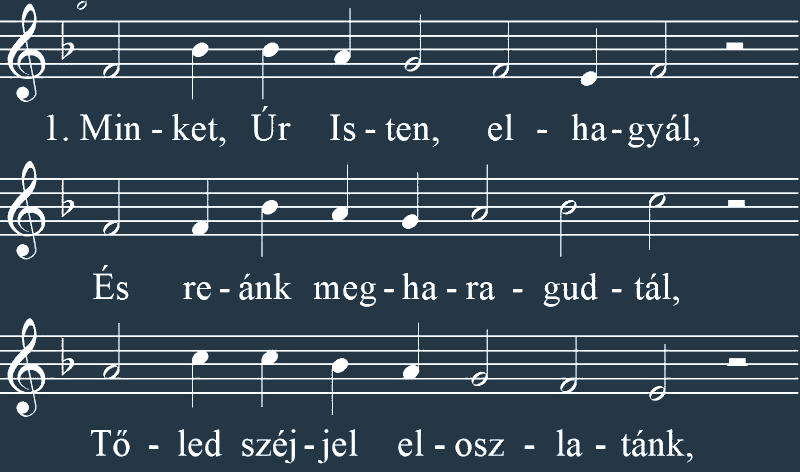 1. Min - ket, Úr Is - ten, el - ha - gyál,
És re - ánk meg - ha - ra - gud - tál,
Tő - led széj - jel el - osz - la - tánk,